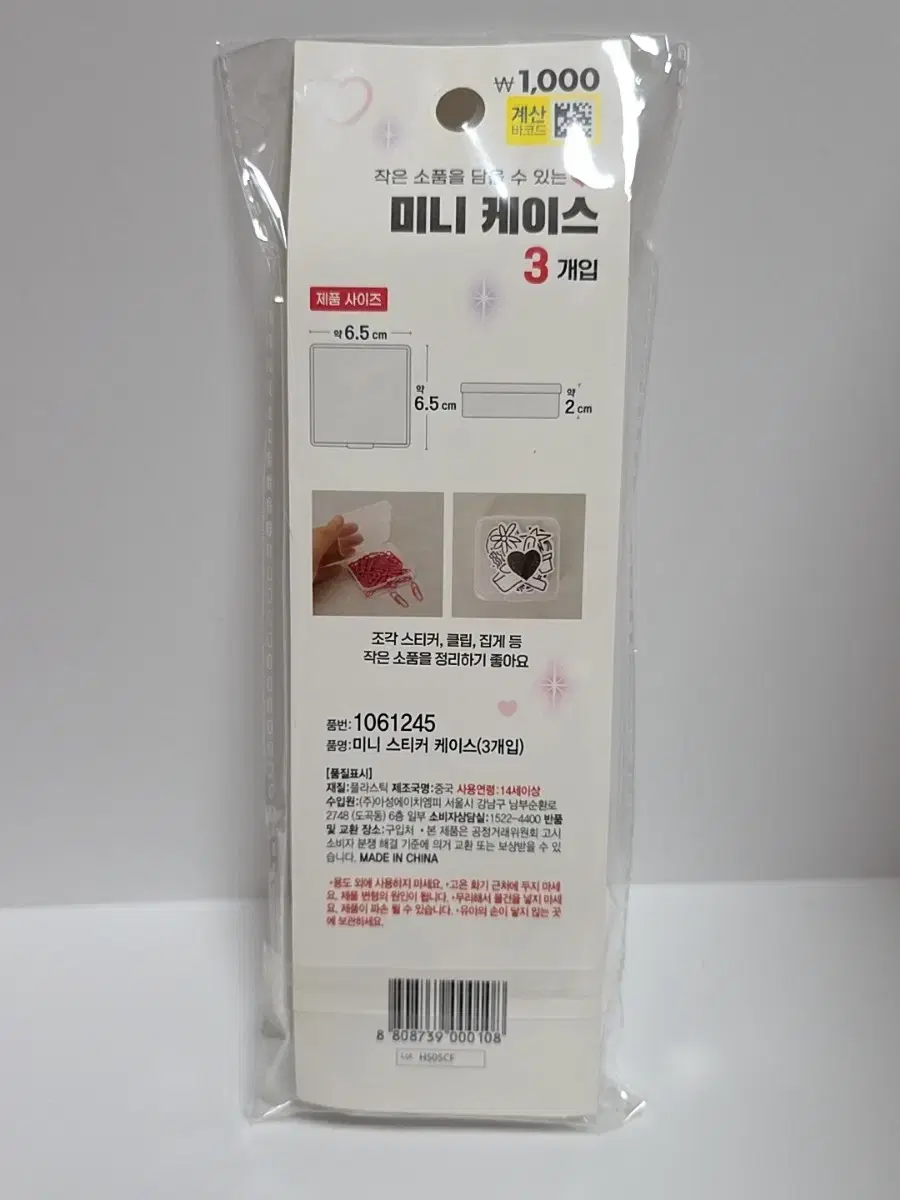 ₩1,000
계산
바코드
작은 소품을 담을 수 있는
미니 케이스
3 개입
제품 사이즈
약 6.5 cm
약
6.5 cm
약
2 cm
조각 스티커, 클립, 집게 등
작은 소품을 정리하기 좋아요
품번:1061245
품명:미니 스티커 케이스(3개입)
[품질표시]
재질:플라스틱 제조국명:중국 사용연령:14세이상
수입원:(주)아성에이치엠피 서울시 강남구 남부순환로
2748 (도곡동) 6층 일부 소비자상담실:1522-4400 반품
및 교환 장소:구입처 •본 제품은 공정거래위원회 고시
소비자 분쟁 해결 기준에 의거 교환 또는 보상받을 수 있
습니다. MADE IN CHINA
•용도 외에 사용하지 마세요. •고온 화기 근처에 두지 마세
요. 제품 변형의 원인이 됩니다. •무리해서 물건을 넣지 마세
요. 제품이 파손 될 수 있습니다. •유아의 손이 닿지 않는 곳
에 보관하세요.
8 808739 000108
HS05CF